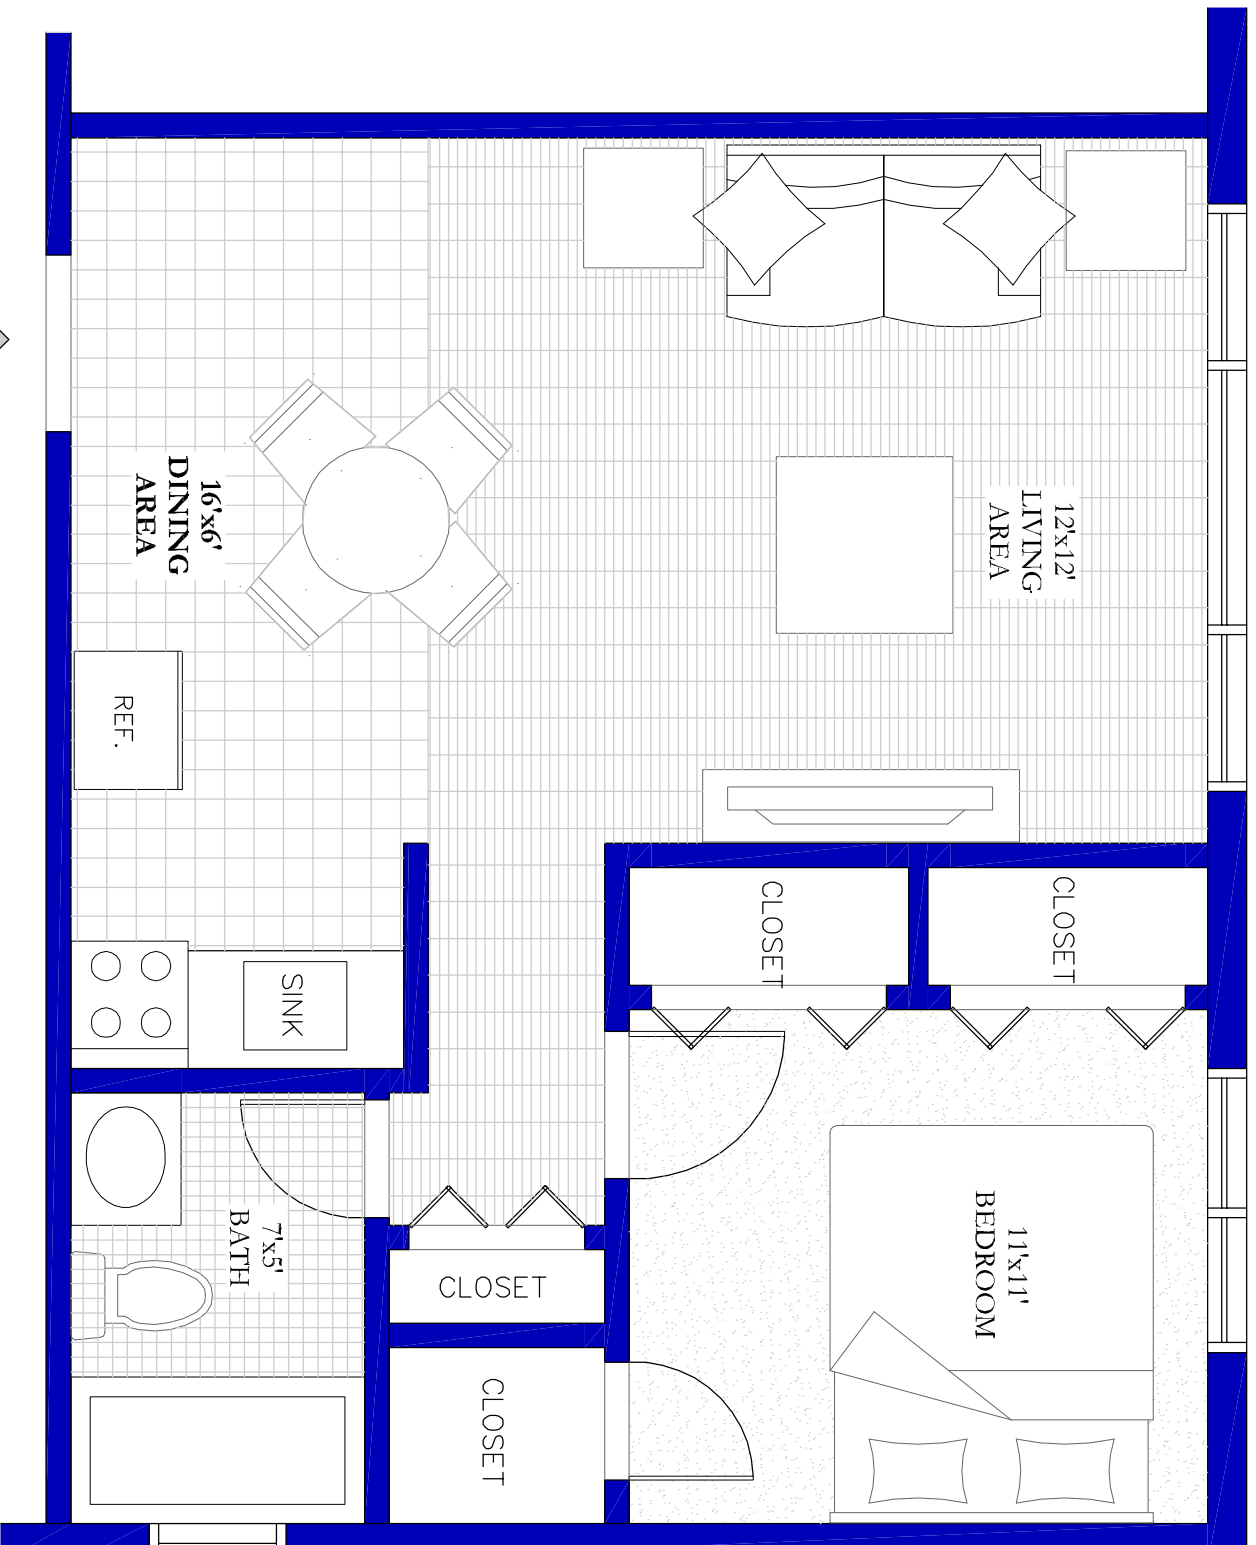 16'x6'
DINING
AREA
12'x12'
LIVING
AREA
REF.
CLOSET
CLOSET
SINK
7'x5'
BATH
11'x11'
BEDROOM
CLOSET
CLOSET